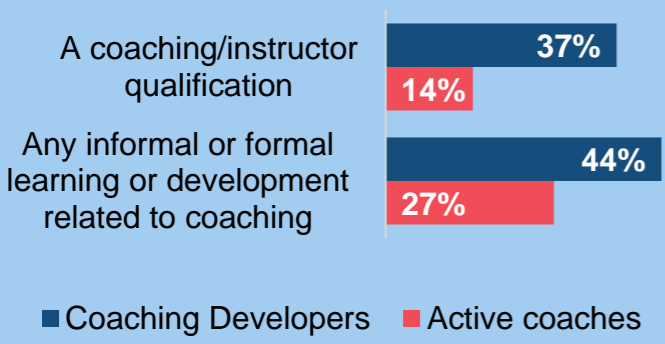 A coaching/instructor
qualification
37%
14%
Any informal or formal
learning or development
related to coaching
44%
27%
Coaching Developers
Active coaches